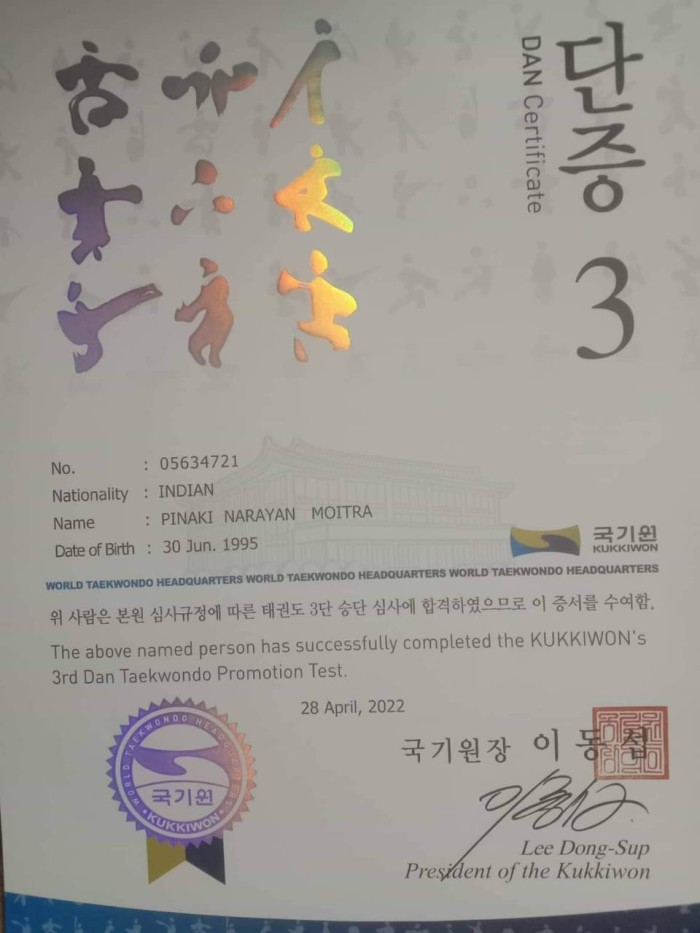 단증
DAN Certificate
3
No. : 05634721
Nationality : INDIAN
Name : PINAKI NARAYAN MOITRA
Date of Birth : 30 Jun. 1995
국기원
KUKKIWON
WORLD TAEKWONDO HEADQUARTERS WORLD TAEKWONDO HEADQUARTERS WORLD TAEKWONDO HEADQUARTERS
위 사람은 본원 심사규정에 따른 태권도 3단 승단 심사에 합격하였으므로 이 증서를 수여함.
The above named person has successfully completed the KUKKIWON's
3rd Dan Taekwondo Promotion Test.
28 April, 2022
WORLD TAEKWONDO HEADQUARTERS
국기원
KUKKIWON
국기원장 이동섭
Lee Dong-Sup
President of the Kukkiwon